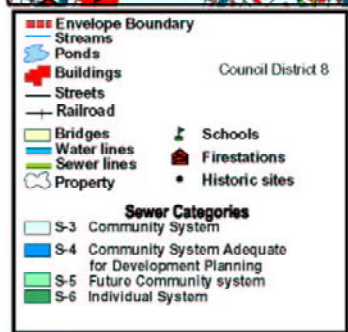 Envelope Boundary
Streams
Ponds
Buildings
Council District 8
Streets
Railroad
Bridges
Schools
Water lines
Firestations
Sewer lines
Property
Historic sites
Sewer Categories
S-3 Community System
S-4 Community System Adequate
for Development Planning
S-5 Future Community system
S-6 Individual System